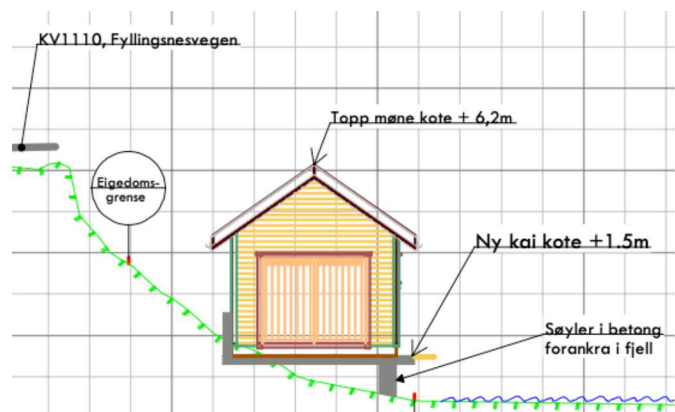 KV1110, Fyllingsnesvegen
Topp møne kote + 6,2m
Eigedoms-
grense
Ny kai kote +1.5m
Søyler i betong
forankra i fjell